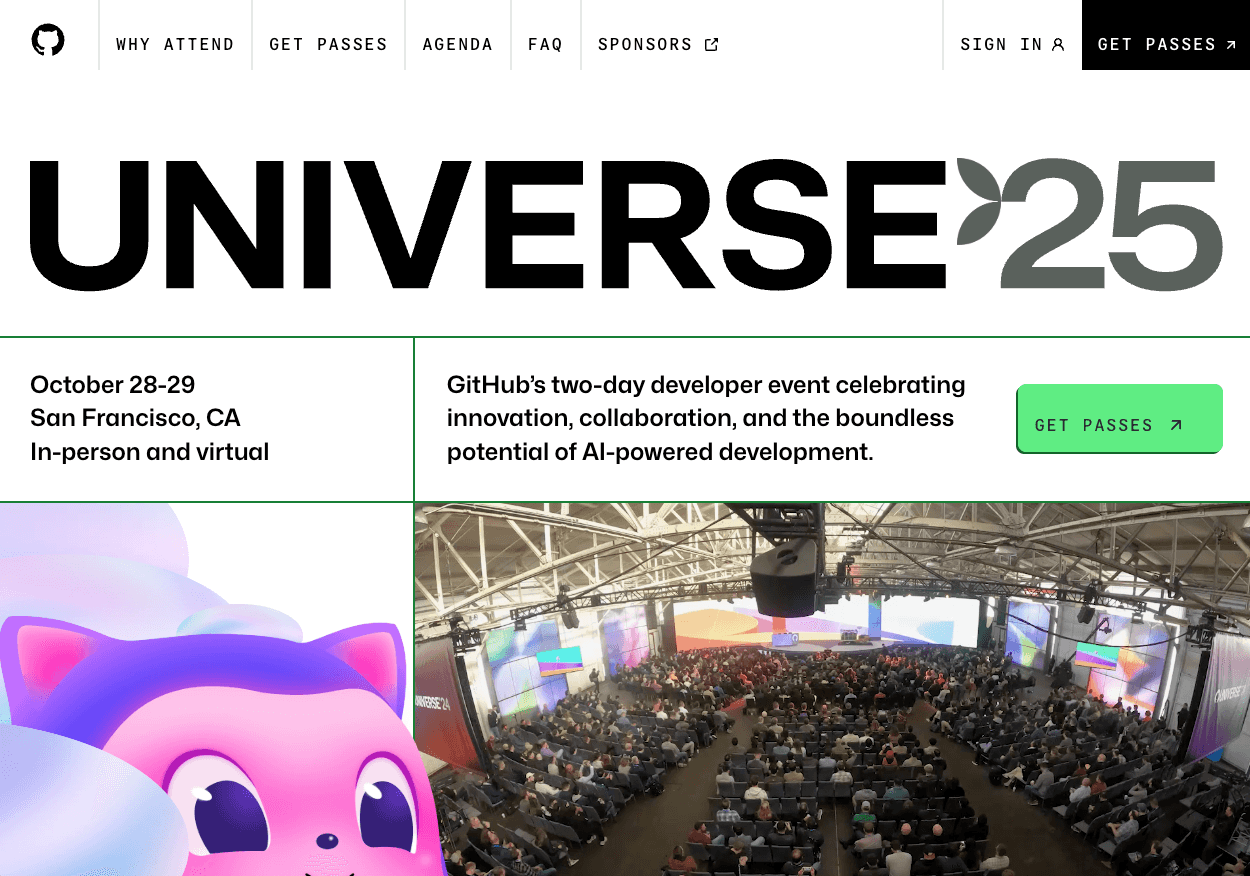 WHY ATTEND
GET PASSES
AGENDA
FAQ
SPONSORS
SIGN IN
GET PASSES
UNIVERSE'25
October 28-29
San Francisco, CA
In-person and virtual
GitHub’s two-day developer event celebrating
innovation, collaboration, and the boundless
potential of AI-powered development.
GET PASSES
UNIVERSE'24
UNIVERSE